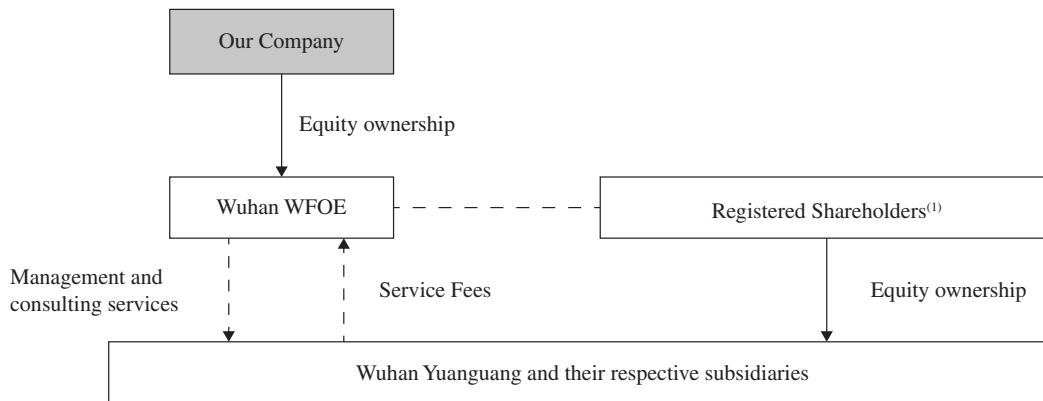 Our Company
Equity ownership
Wuhan WFOE
Registered Shareholders(1)
Management and
consulting services
Service Fees
Equity ownership
Wuhan Yuanguang and their respective subsidiaries